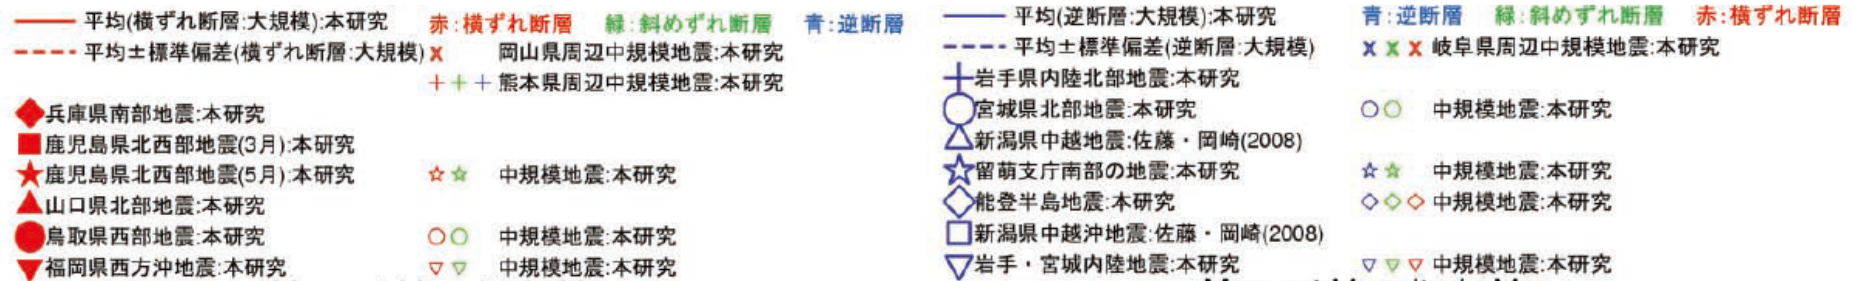 平均(横ずれ断層:大規模):本研究 赤:横ずれ断層 緑:斜めずれ断層 青:逆断層
平均±標準偏差(横ずれ断層:大規模) x 岡山県周辺中規模地震:本研究
+ + + 熊本県周辺中規模地震:本研究
兵庫県南部地震:本研究
鹿児島県北西部地震(3月):本研究
鹿児島県北西部地震(5月):本研究 中規模地震:本研究
山口県北部地震:本研究
鳥取県西部地震:本研究 中規模地震:本研究
福岡県西方沖地震:本研究 中規模地震:本研究
平均(逆断層:大規模):本研究 青:逆断層 緑:斜めずれ断層 赤:横ずれ断層
平均±標準偏差(逆断層:大規模) x x x 岐阜県周辺中規模地震:本研究
岩手県内陸北部地震:本研究
宮城県北部地震:本研究 中規模地震:本研究
新潟県中越地震:佐藤・岡崎(2008)
留萌支庁南部の地震:本研究 中規模地震:本研究
能登半島地震:本研究 中規模地震:本研究
新潟県中越沖地震:佐藤・岡崎(2008)
岩手・宮城内陸地震:本研究 中規模地震:本研究